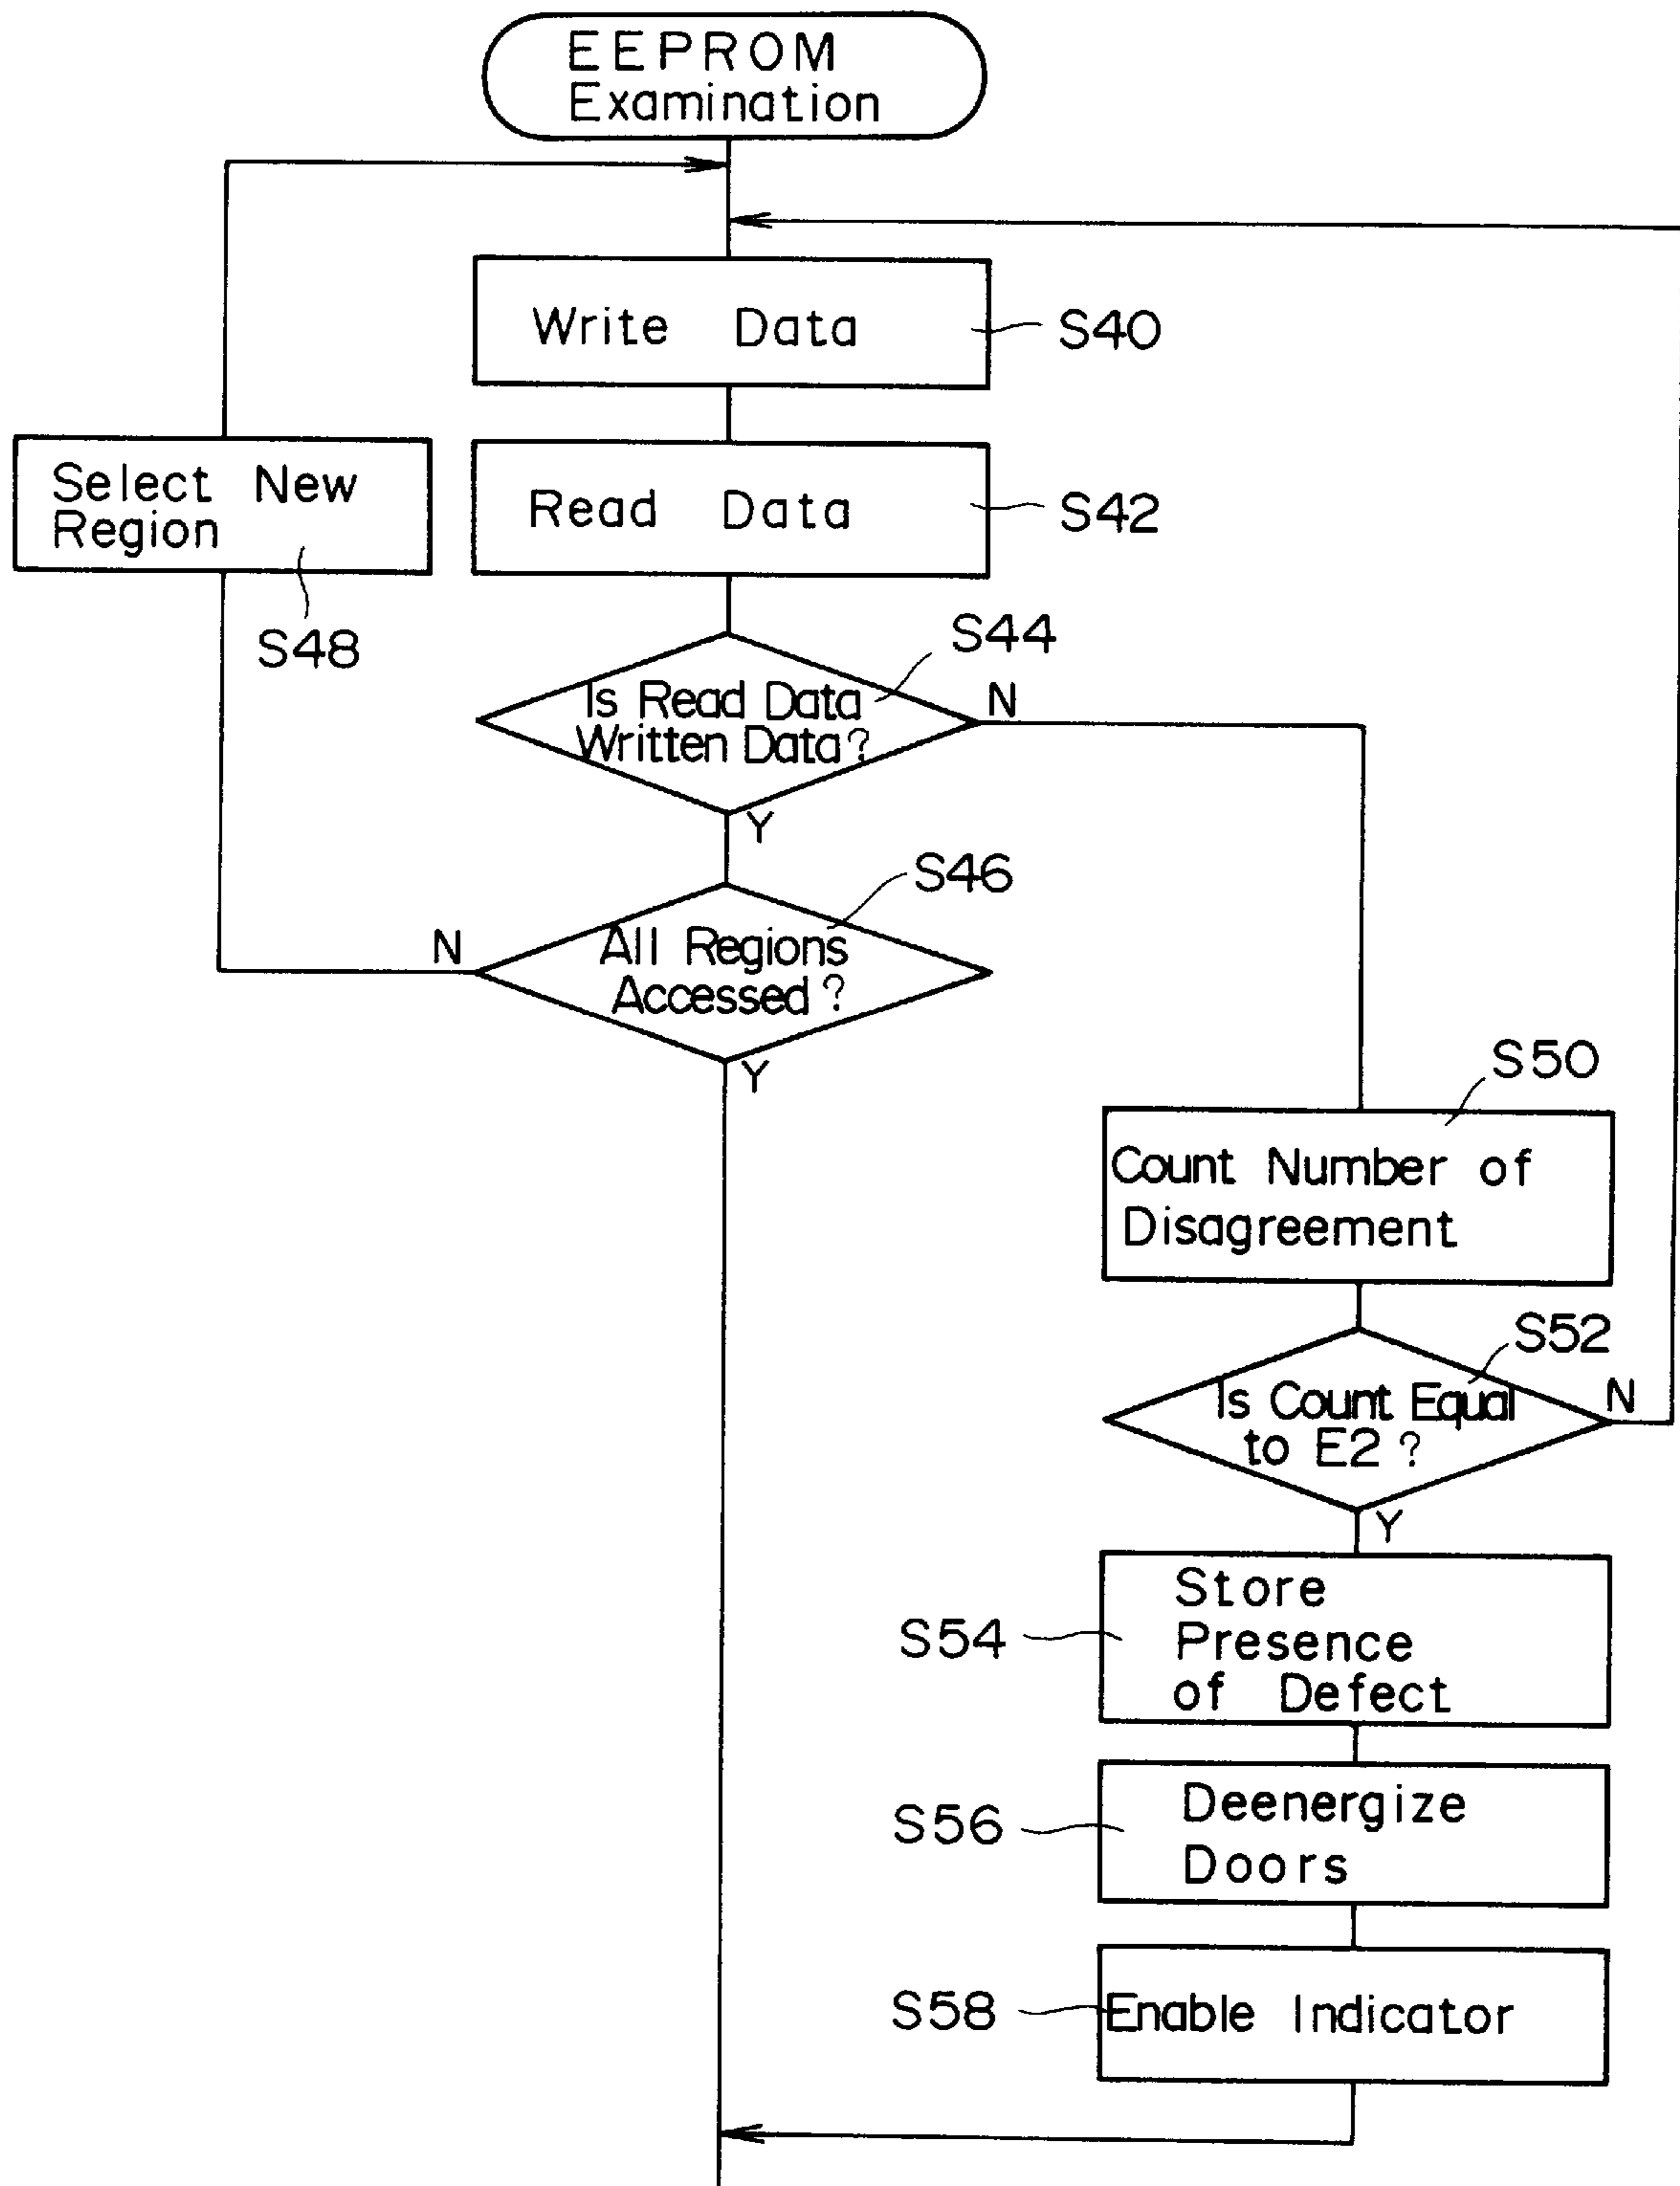 EEPROM
Examination
Write Data
S40
Select New
Region
S48
Read Data
S42
S44
Is Read Data
Written Data?
N
Y
S46
All Regions
Accessed?
N
Y
S50
Count Number of
Disagreement
S52
Is Count Equal
to E2?
N
Y
S54
Store
Presence
of Defect
S56
Deenergize
Doors
S58
Enable Indicator